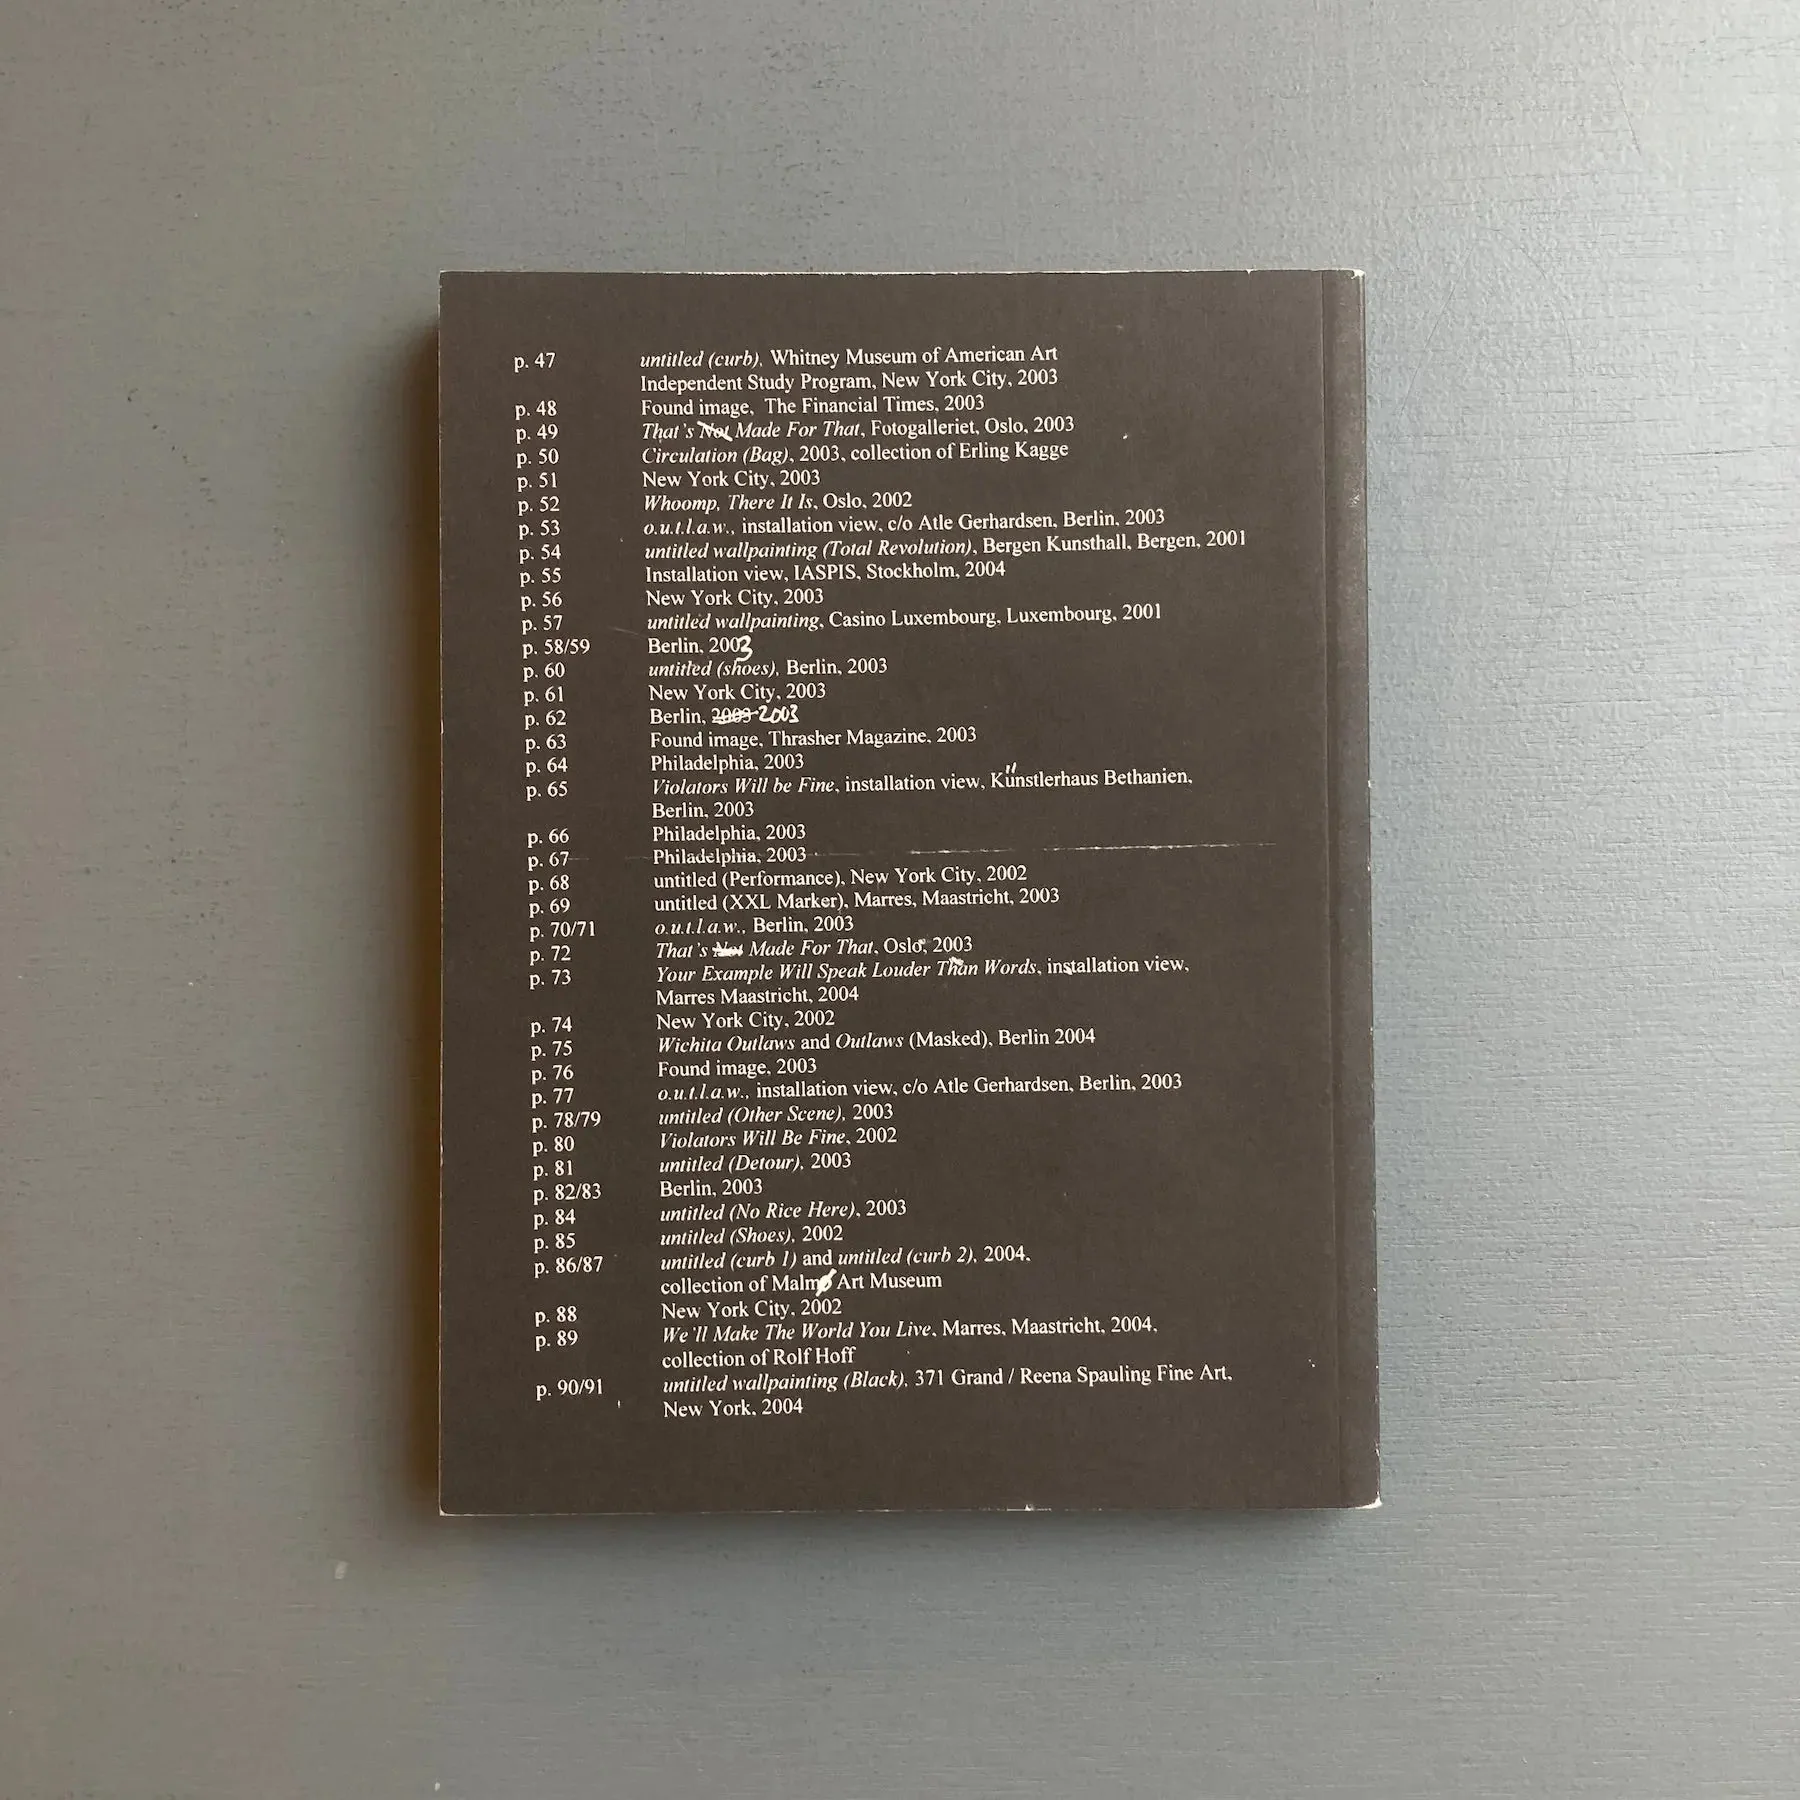 p. 47 untitled (curb), Whitney Museum of American Art
Independent Study Program, New York City, 2003
p. 48 Found image, The Financial Times, 2003
p. 49 That's Not Made For That, Fotogalleriet, Oslo, 2003
p. 50 Circulation (Bag), 2003, collection of Erling Kagge
p. 51 New York City, 2003
p. 52 Whoomp, There It Is, Oslo, 2002
p. 53 o.u.t.l.a.w., installation view, c/o Atle Gerhardsen, Berlin, 2003
p. 54 untitled wallpainting (Total Revolution), Bergen Kunsthall, Bergen, 2001
p. 55 Installation view, IASPIS, Stockholm, 2004
p. 56 New York City, 2003
p. 57 untitled wallpainting, Casino Luxembourg, Luxembourg, 2001
p. 58/59 Berlin, 2003
p. 60 untitled (shoes), Berlin, 2003
p. 61 New York City, 2003
p. 62 Berlin, 2003 2003
p. 63 Found image, Thrasher Magazine, 2003
p. 64 Philadelphia, 2003
p. 65 Violators Will be Fine, installation view, Künstlerhaus Bethanien,
Berlin, 2003
p. 66 Philadelphia, 2003
p. 67 Philadelphia, 2003
p. 68 untitled (Performance), New York City, 2002
p. 69 untitled (XXL Marker), Marres, Maastricht, 2003
p. 70/71 o.u.t.l.a.w., Berlin, 2003
p. 72 That's Not Made For That, Oslo, 2003
p. 73 Your Example Will Speak Louder Than Words, installation view,
Marres Maastricht, 2004
p. 74 New York City, 2002
p. 75 Wichita Outlaws and Outlaws (Masked), Berlin 2004
p. 76 Found image, 2003
p. 77 o.u.t.l.a.w., installation view, c/o Atle Gerhardsen, Berlin, 2003
p. 78/79 untitled (Other Scene), 2003
p. 80 Violators Will Be Fine, 2002
p. 81 untitled (Detour), 2003
p. 82/83 Berlin, 2003
p. 84 untitled (No Rice Here), 2003
p. 85 untitled (Shoes), 2002
p. 86/87 untitled (curb 1) and untitled (curb 2), 2004,
collection of Malmø Art Museum
p. 88 New York City, 2002
p. 89 We'll Make The World You Live, Marres, Maastricht, 2004,
collection of Rolf Hoff
p. 90/91 untitled wallpainting (Black), 371 Grand / Reena Spauling Fine Art,
New York, 2004